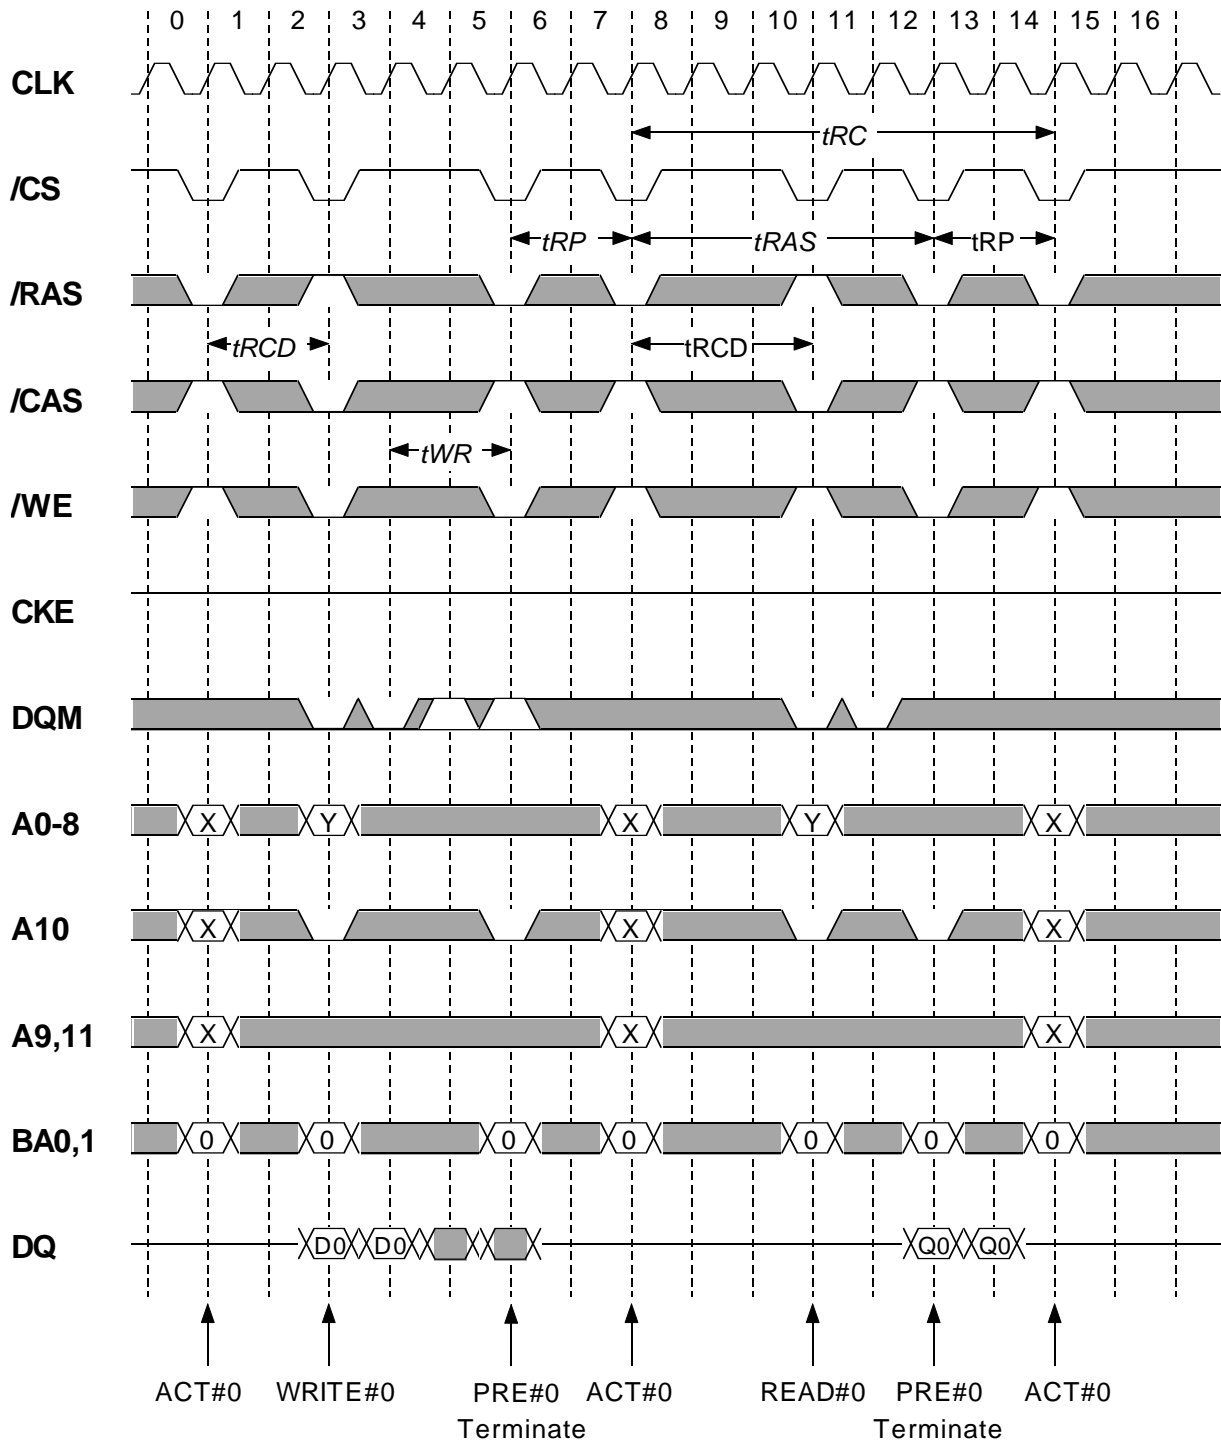 0 1 2 3 4 5 6 7 8 9 10 11 12 13 14 15 16
CLK
tRC
/CS
tRP tRAS tRP
/RAS
tRCD tRCD
/CAS
tWR
/WE
CKE
DQM
A0-8 X Y X Y X
A10 X X X
A9,11 X X X
BA0,1 0 0 0 0 0 0 0
DQ D0 D0 Q0 Q0
ACT#0 WRITE#0 PRE#0 ACT#0 READ#0 PRE#0 ACT#0
Terminate Terminate